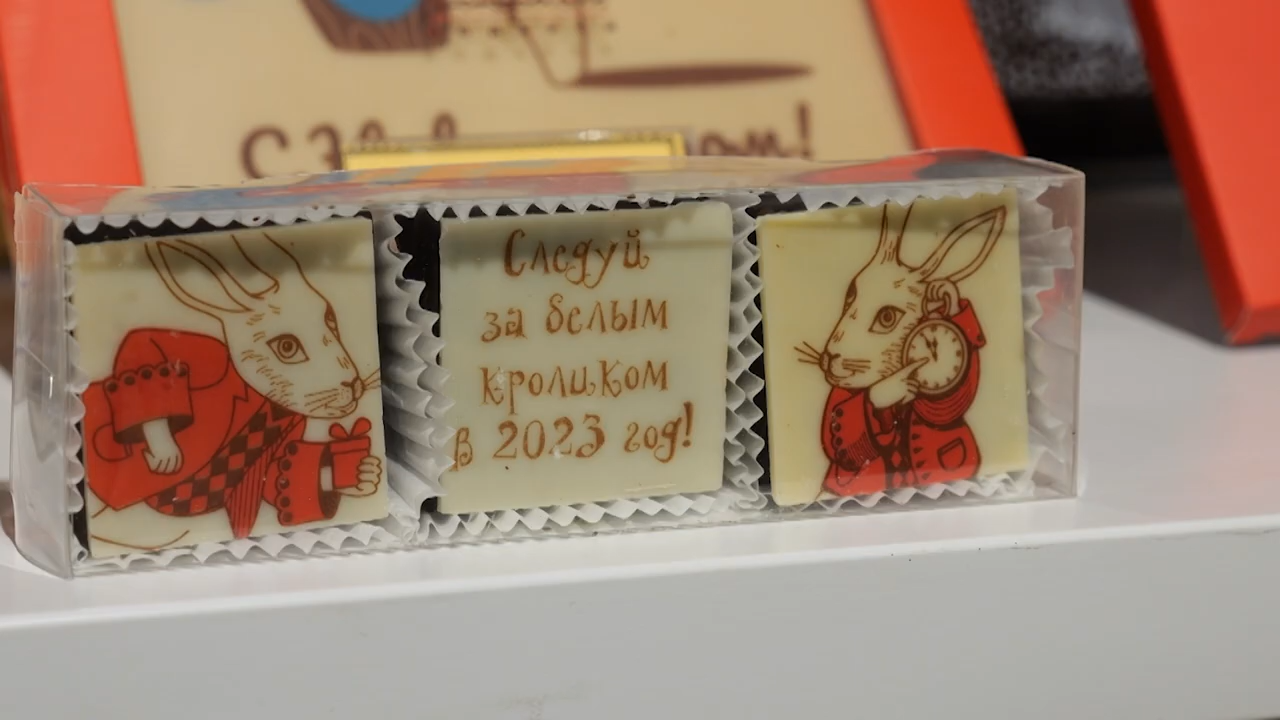 С
Следуй
за белым
кроликом
в 2023 год!